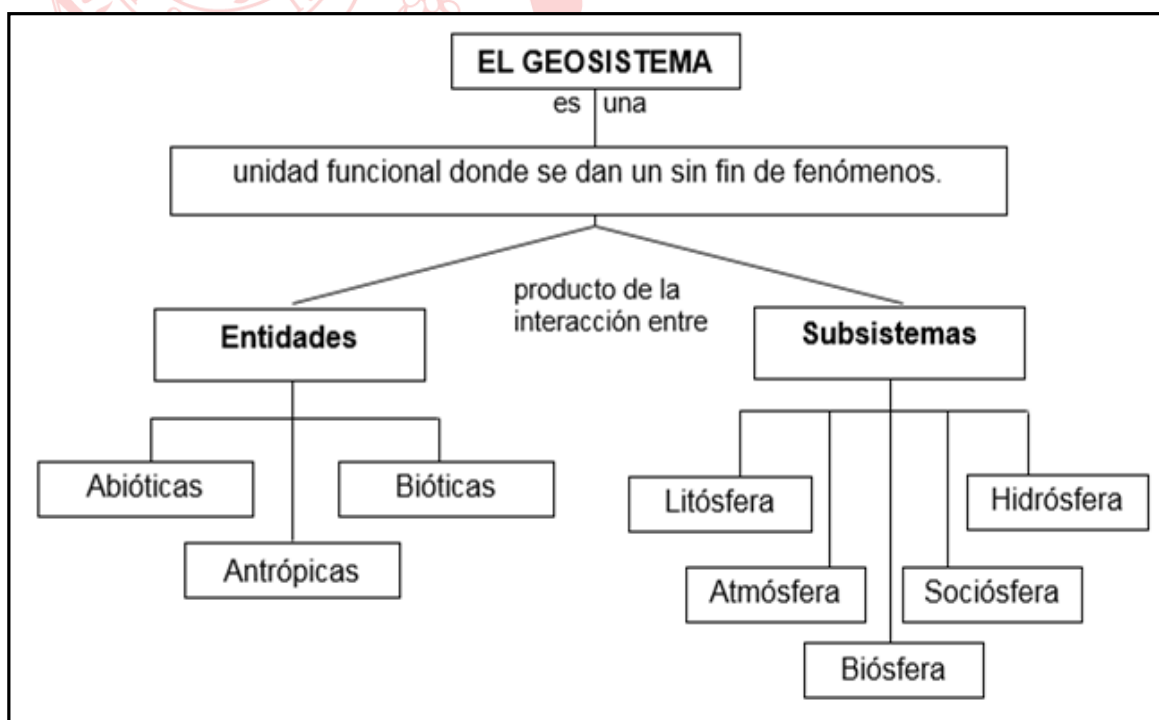 EL GEOSISTEMA
es una
unidad funcional donde se dan un sin fin de fenómenos.
producto de la
interacción entre
Entidades
Subsistemas
Abióticas
Bióticas
Antrópicas
Litósfera
Hidrósfera
Atmósfera
Sociósfera
Biósfera